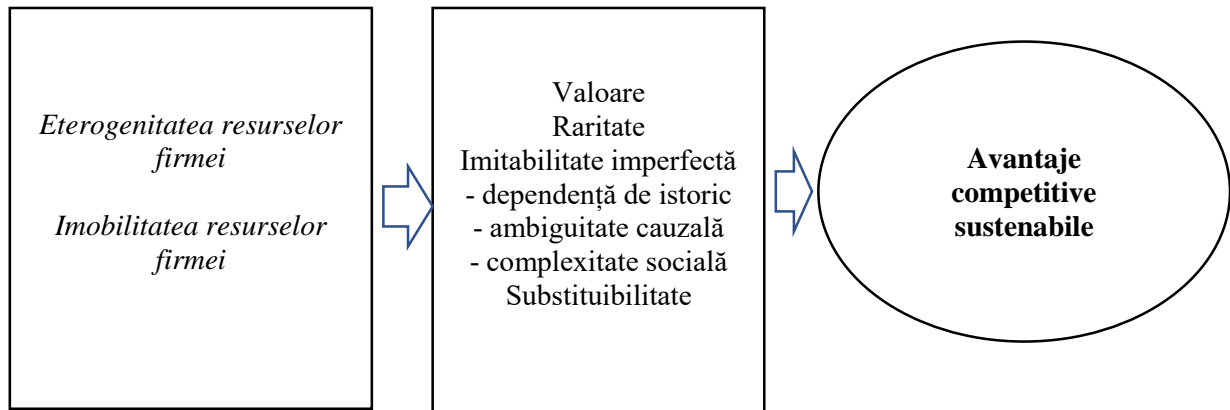 Eterogenitatea resurselor
firmei
Imobilitatea resurselor
firmei
Valoare
Raritate
Imitabilitate imperfectă
- dependență de istoric
- ambiguitate cauzală
- complexitate socială
Substituibilitate
Avantaje
competitive
sustenabile